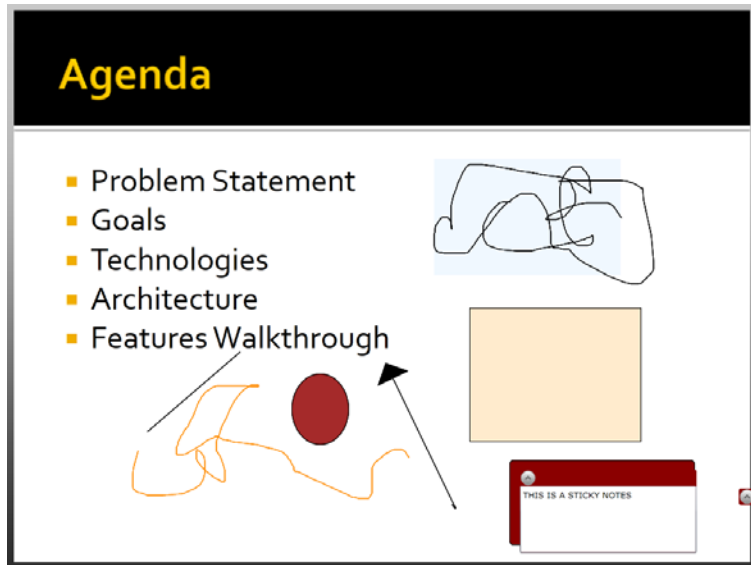 Agenda
Problem Statement
Goals
Technologies
Architecture
Features Walkthrough
THIS IS A STICKY NOTES